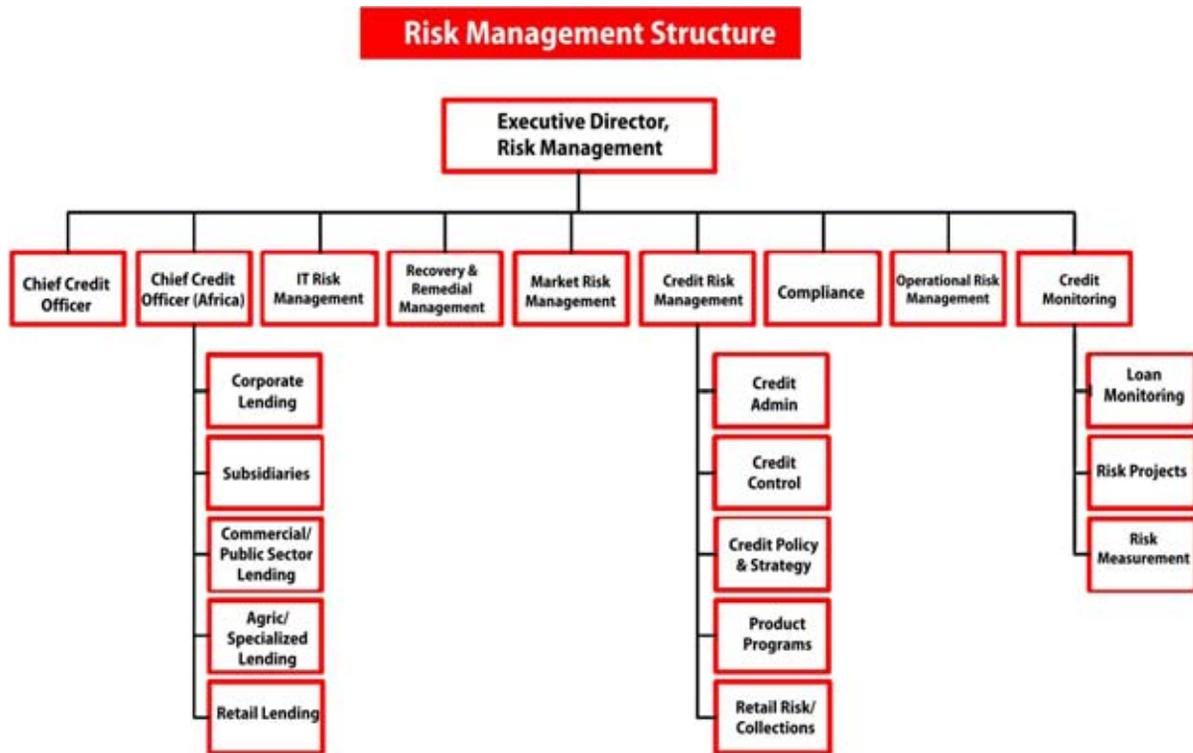 Risk Management Structure
Executive Director,
Risk Management
Chief Credit
Officer
Chief Credit
Officer (Africa)
IT Risk
Management
Recovery &
Remedial
Management
Market Risk
Management
Credit Risk
Management
Compliance
Operational Risk
Management
Credit
Monitoring
Corporate
Lending
Subsidiaries
Commercial/
Public Sector
Lending
Agric/
Specialized
Lending
Retail Lending
Credit
Admin
Credit
Control
Credit Policy
& Strategy
Product
Programs
Retail Risk/
Collections
Loan
Monitoring
Risk Projects
Risk
Measurement